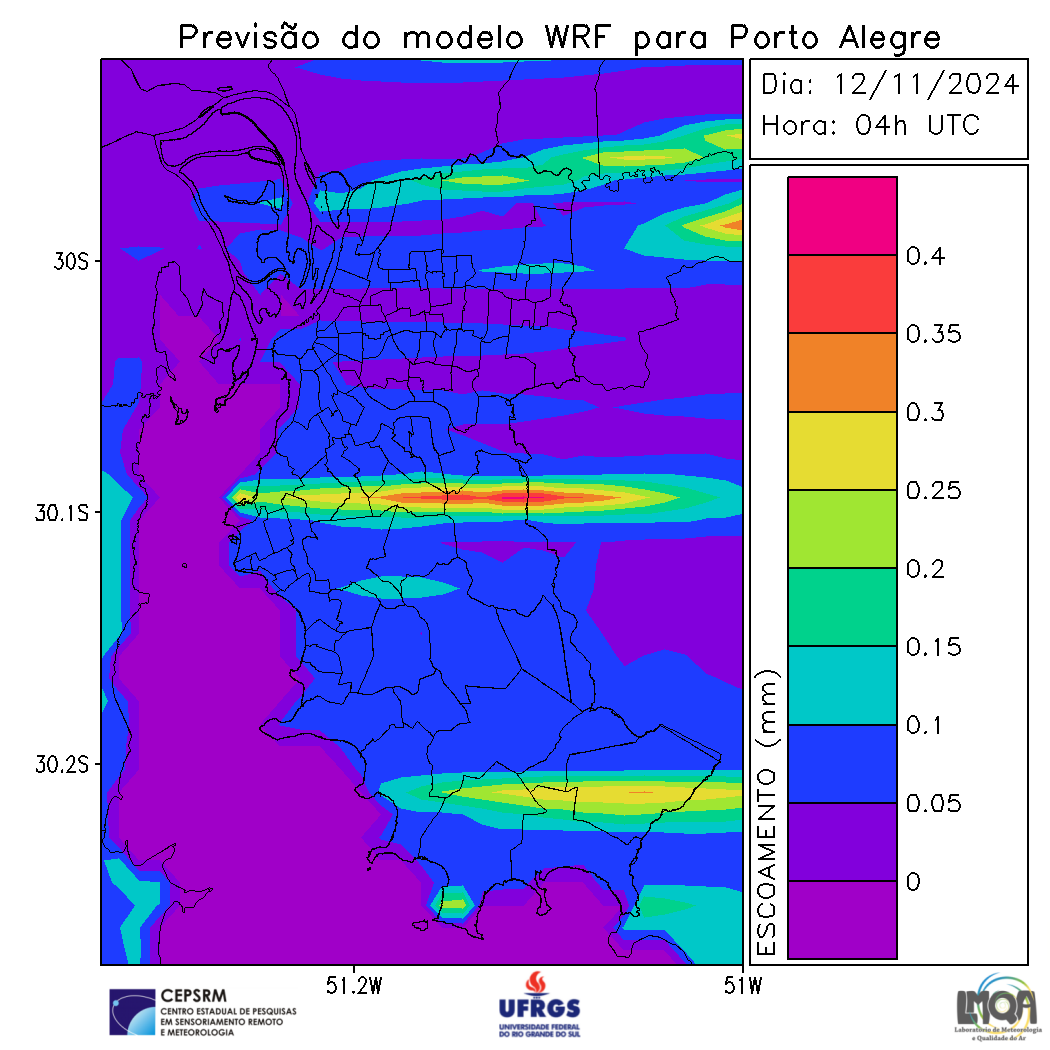 Previsão do modelo WRF para Porto Alegre
Dia: 12/11/2024
Hora: 04h UTC
30S
30.1S
30.2S
51.2W
51W
ESCOAMENTO (mm)
0.4
0.35
0.3
0.25
0.2
0.15
0.1
0.05
0
CEPSRM
CENTRO ESTADUAL DE PESQUISAS
EM SENSORIAMENTO REMOTO
E METEOROLOGIA
UFRGS
UNIVERSIDADE FEDERAL
DO RIO GRANDE DO SUL
LMQA
Laboratório de Meteorologia
e Qualidade do Ar